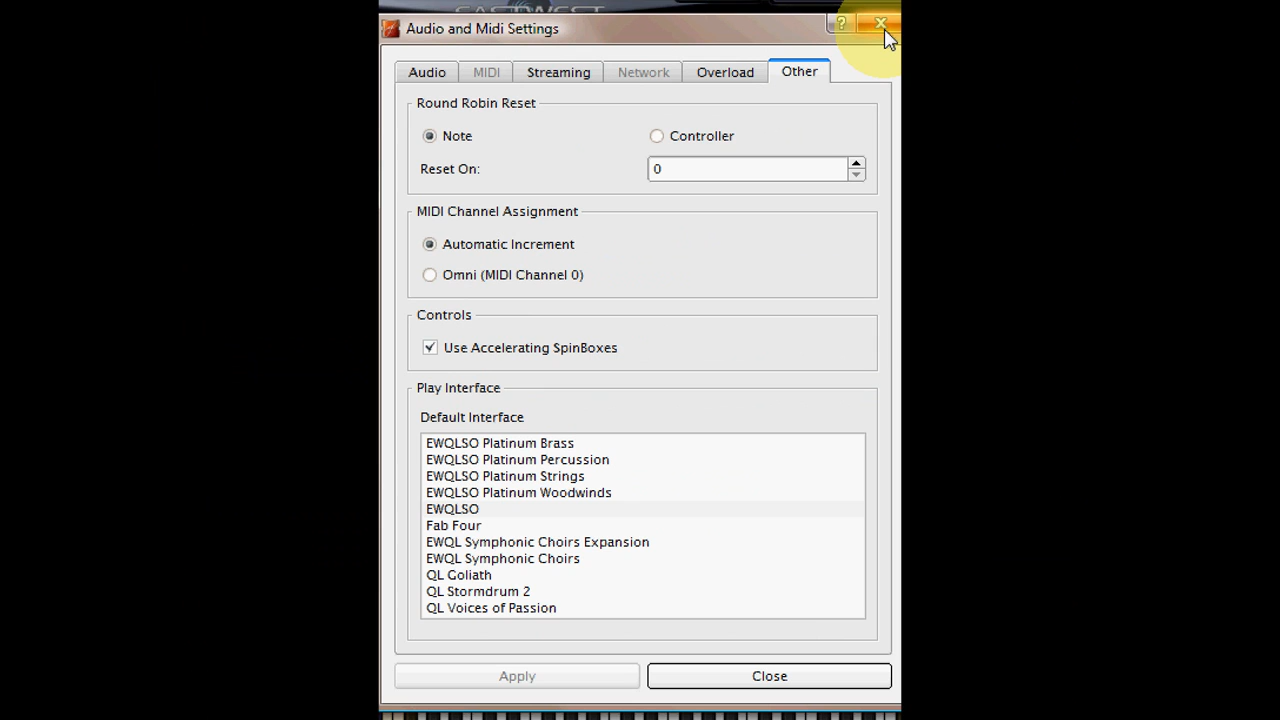 EASTWEST
Audio and Midi Settings
?
Audio MIDI Streaming Network Overload Other
Round Robin Reset
Note Controller
Reset On: 0
MIDI Channel Assignment
Automatic Increment
Omni (MIDI Channel 0)
Controls
Use Accelerating SpinBoxes
Play Interface
Default Interface
EWQLSO Platinum Brass
EWQLSO Platinum Percussion
EWQLSO Platinum Strings
EWQLSO Platinum Woodwinds
EWQLSO
Fab Four
EWQL Symphonic Choirs Expansion
EWQL Symphonic Choirs
QL Goliath
QL Stormdrum 2
QL Voices of Passion
Apply Close